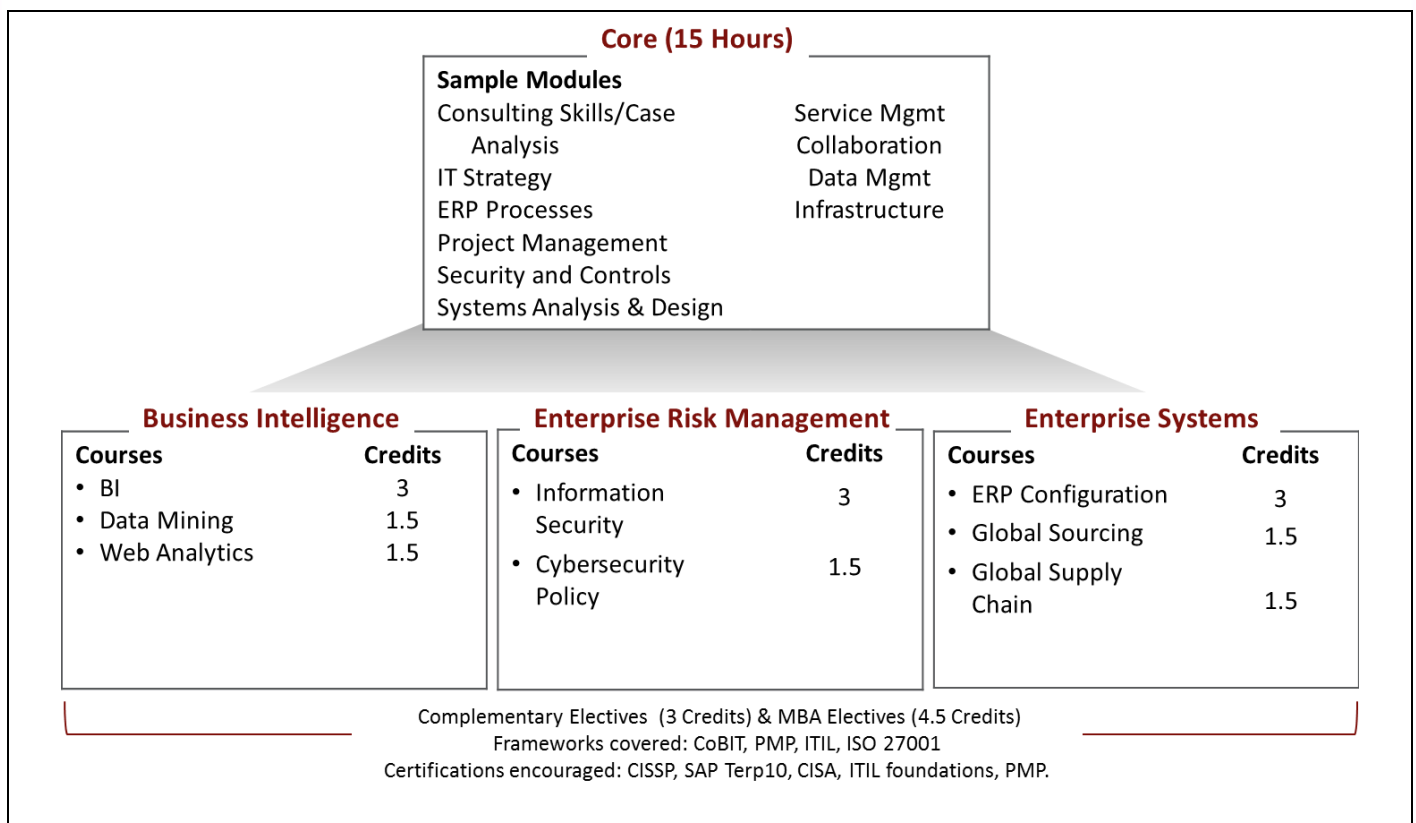 Core (15 Hours)
Sample Modules
Consulting Skills/Case
Analysis
IT Strategy
ERP Processes
Project Management
Security and Controls
Systems Analysis & Design
Service Mgmt
Collaboration
Data Mgmt
Infrastructure
Business Intelligence
Courses Credits
• BI 3
• Data Mining 1.5
• Web Analytics 1.5
Enterprise Risk Management
Courses Credits
• Information 3
Security
• Cybersecurity 1.5
Policy
Enterprise Systems
Courses Credits
• ERP Configuration 3
• Global Sourcing 1.5
• Global Supply
Chain 1.5
Complementary Electives (3 Credits) & MBA Electives (4.5 Credits)
Frameworks covered: CoBIT, PMP, ITIL, ISO 27001
Certifications encouraged: CISSP, SAP Terp10, CISA, ITIL foundations, PMP.